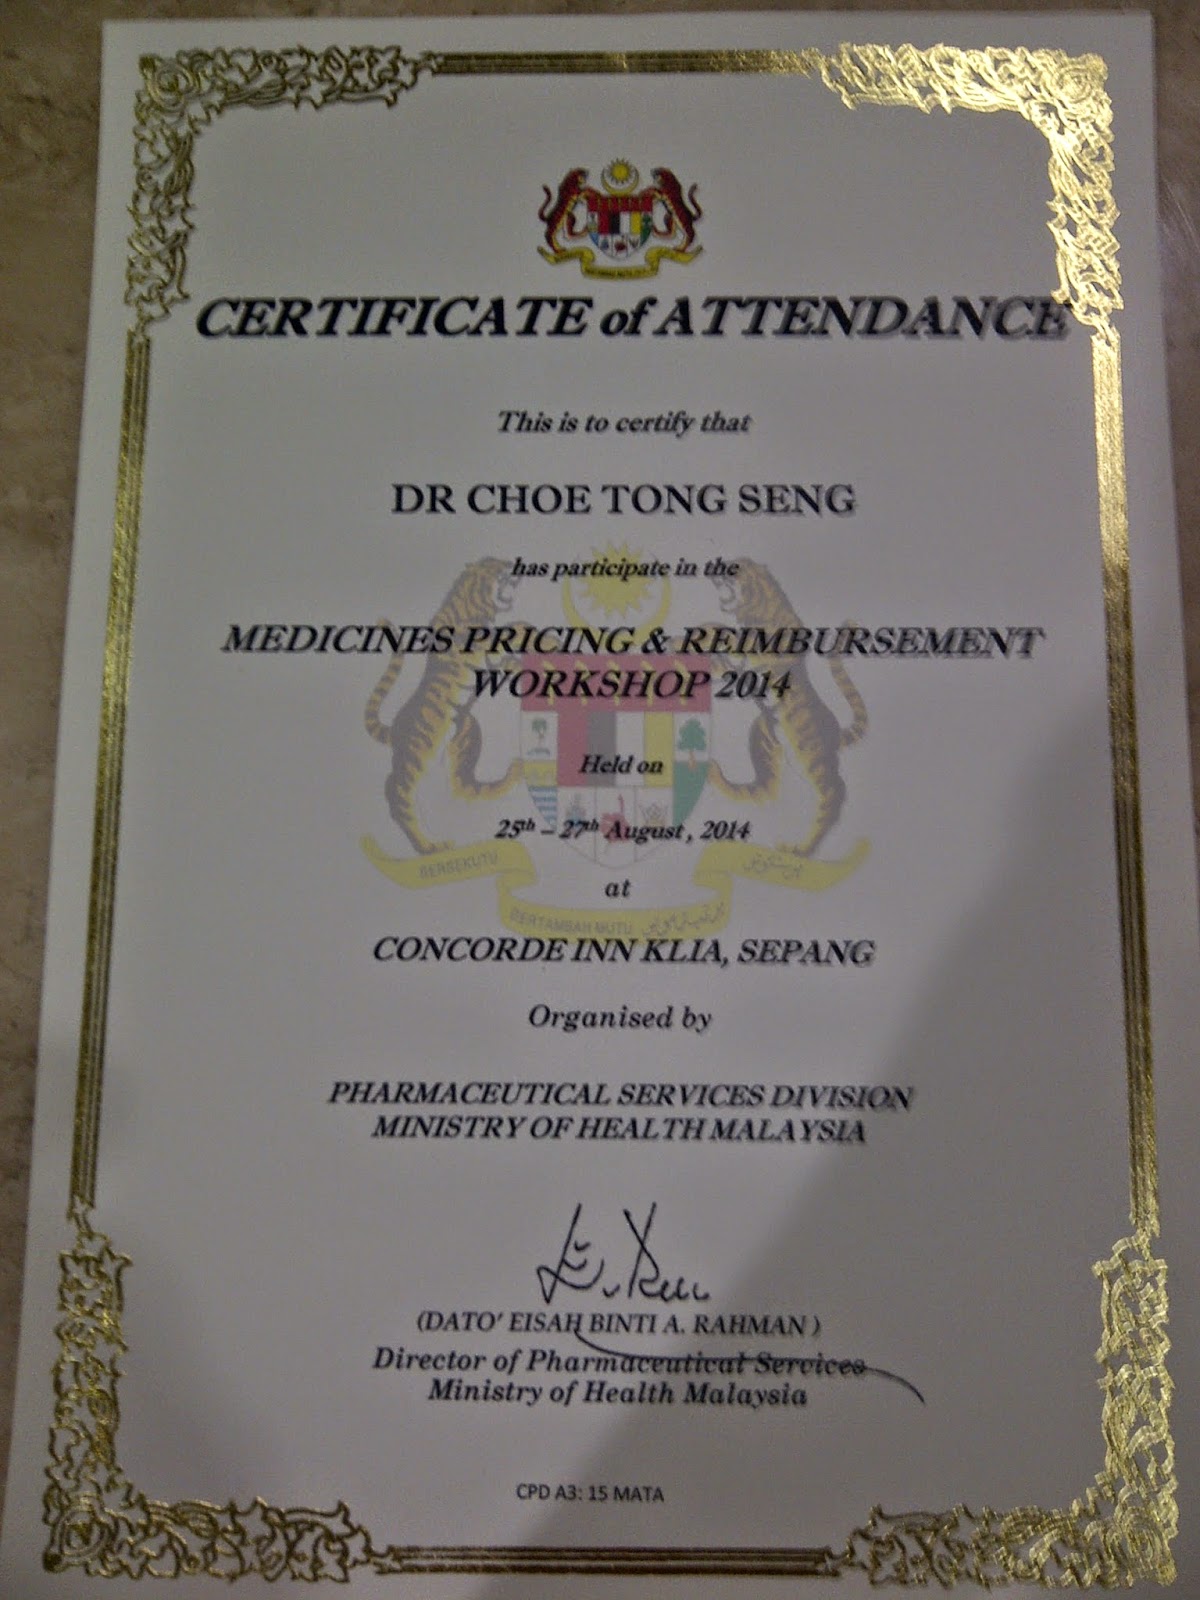 CERTIFICATE of ATTENDANCE
This is to certify that
DR CHOE TONG SENG
has participate in the
MEDICINES PRICING & REIMBURSEMENT
WORKSHOP 2014
Held on
25th – 27th August, 2014
BERSEKUTU
at
BERTAMBAH MUTU
CONCORDE INN KLIA, SEPANG
Organised by
PHARMACEUTICAL SERVICES DIVISION
MINISTRY OF HEALTH MALAYSIA
(DATO' EISAH BINTI A. RAHMAN )
Director of Pharmaceutical Services
Ministry of Health Malaysia
CPD A3: 15 MATA